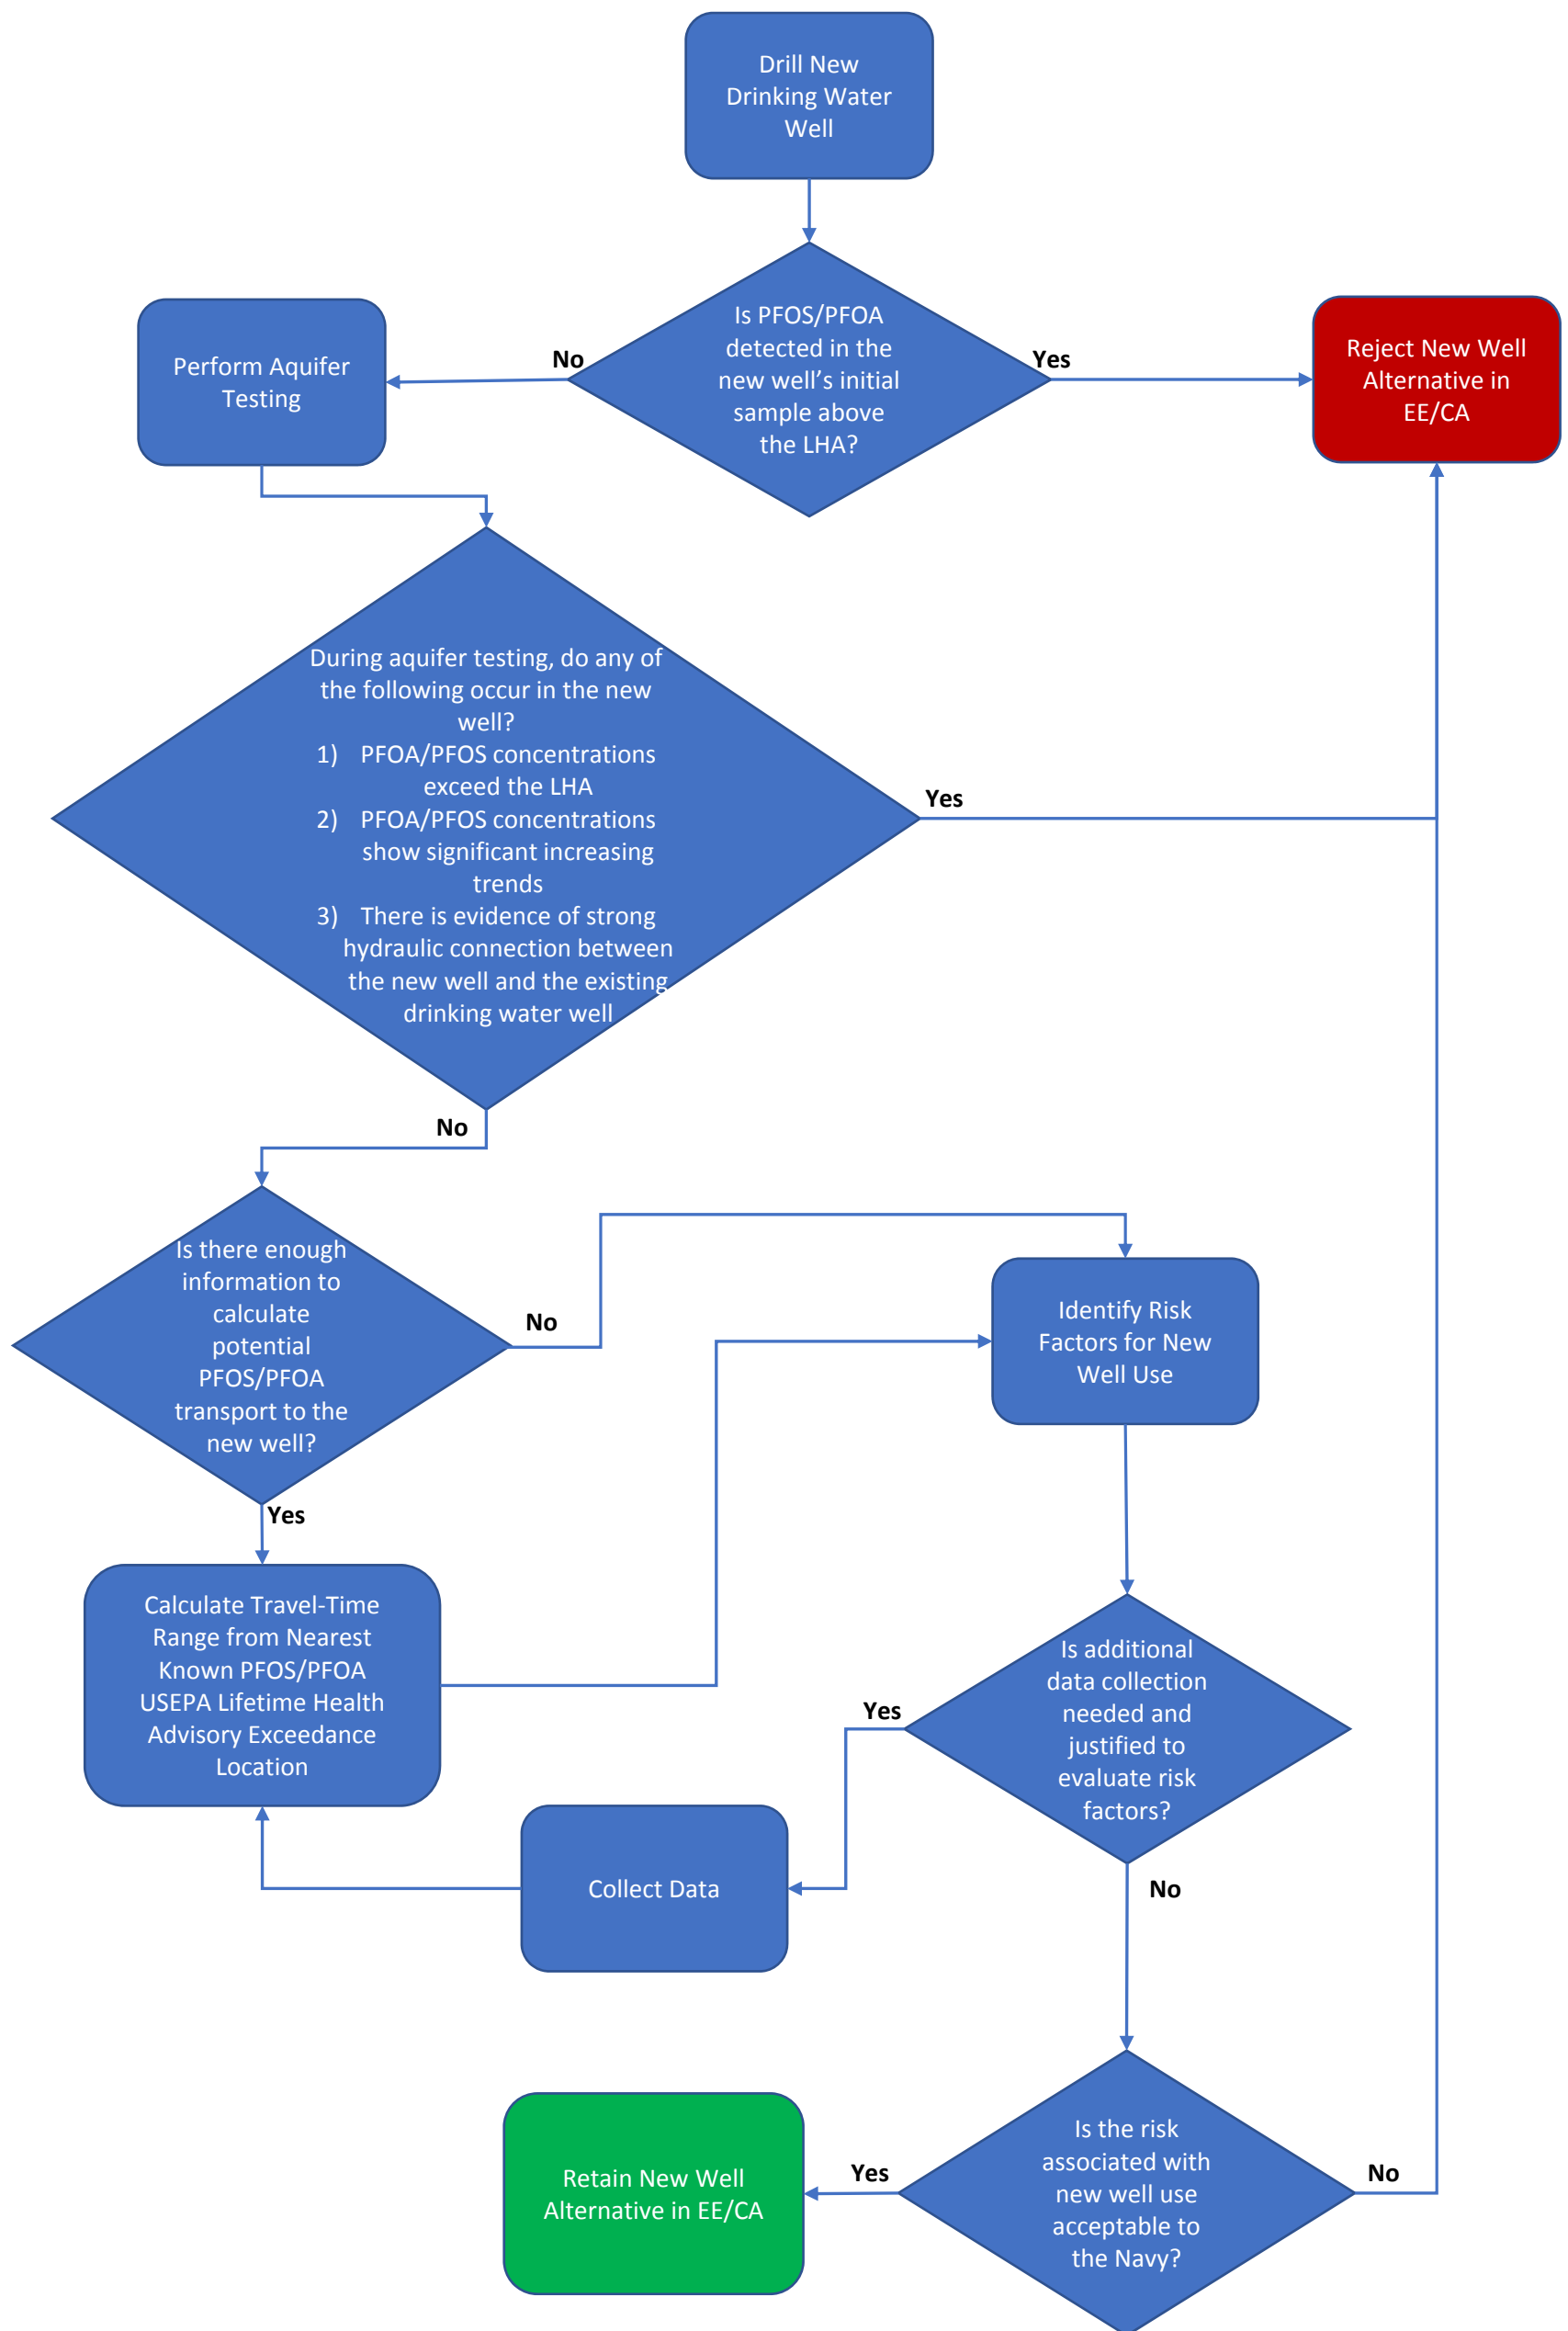 Drill New
Drinking Water
Well
Is PFOS/PFOA
detected in the
new well’s initial
sample above
the LHA?
No
Yes
Perform Aquifer
Testing
Reject New Well
Alternative in
EE/CA
During aquifer testing, do any of
the following occur in the new
well?
1) PFOA/PFOS concentrations
exceed the LHA
2) PFOA/PFOS concentrations
show significant increasing
trends
3) There is evidence of strong
hydraulic connection between
the new well and the existing
drinking water well
Yes
No
Is there enough
information to
calculate
potential
PFOS/PFOA
transport to the
new well?
No
Yes
Identify Risk
Factors for New
Well Use
Calculate Travel-Time
Range from Nearest
Known PFOS/PFOA
USEPA Lifetime Health
Advisory Exceedance
Location
Is additional
data collection
needed and
justified to
evaluate risk
factors?
Yes
No
Collect Data
Is the risk
associated with
new well use
acceptable to
the Navy?
Yes
No
Retain New Well
Alternative in EE/CA